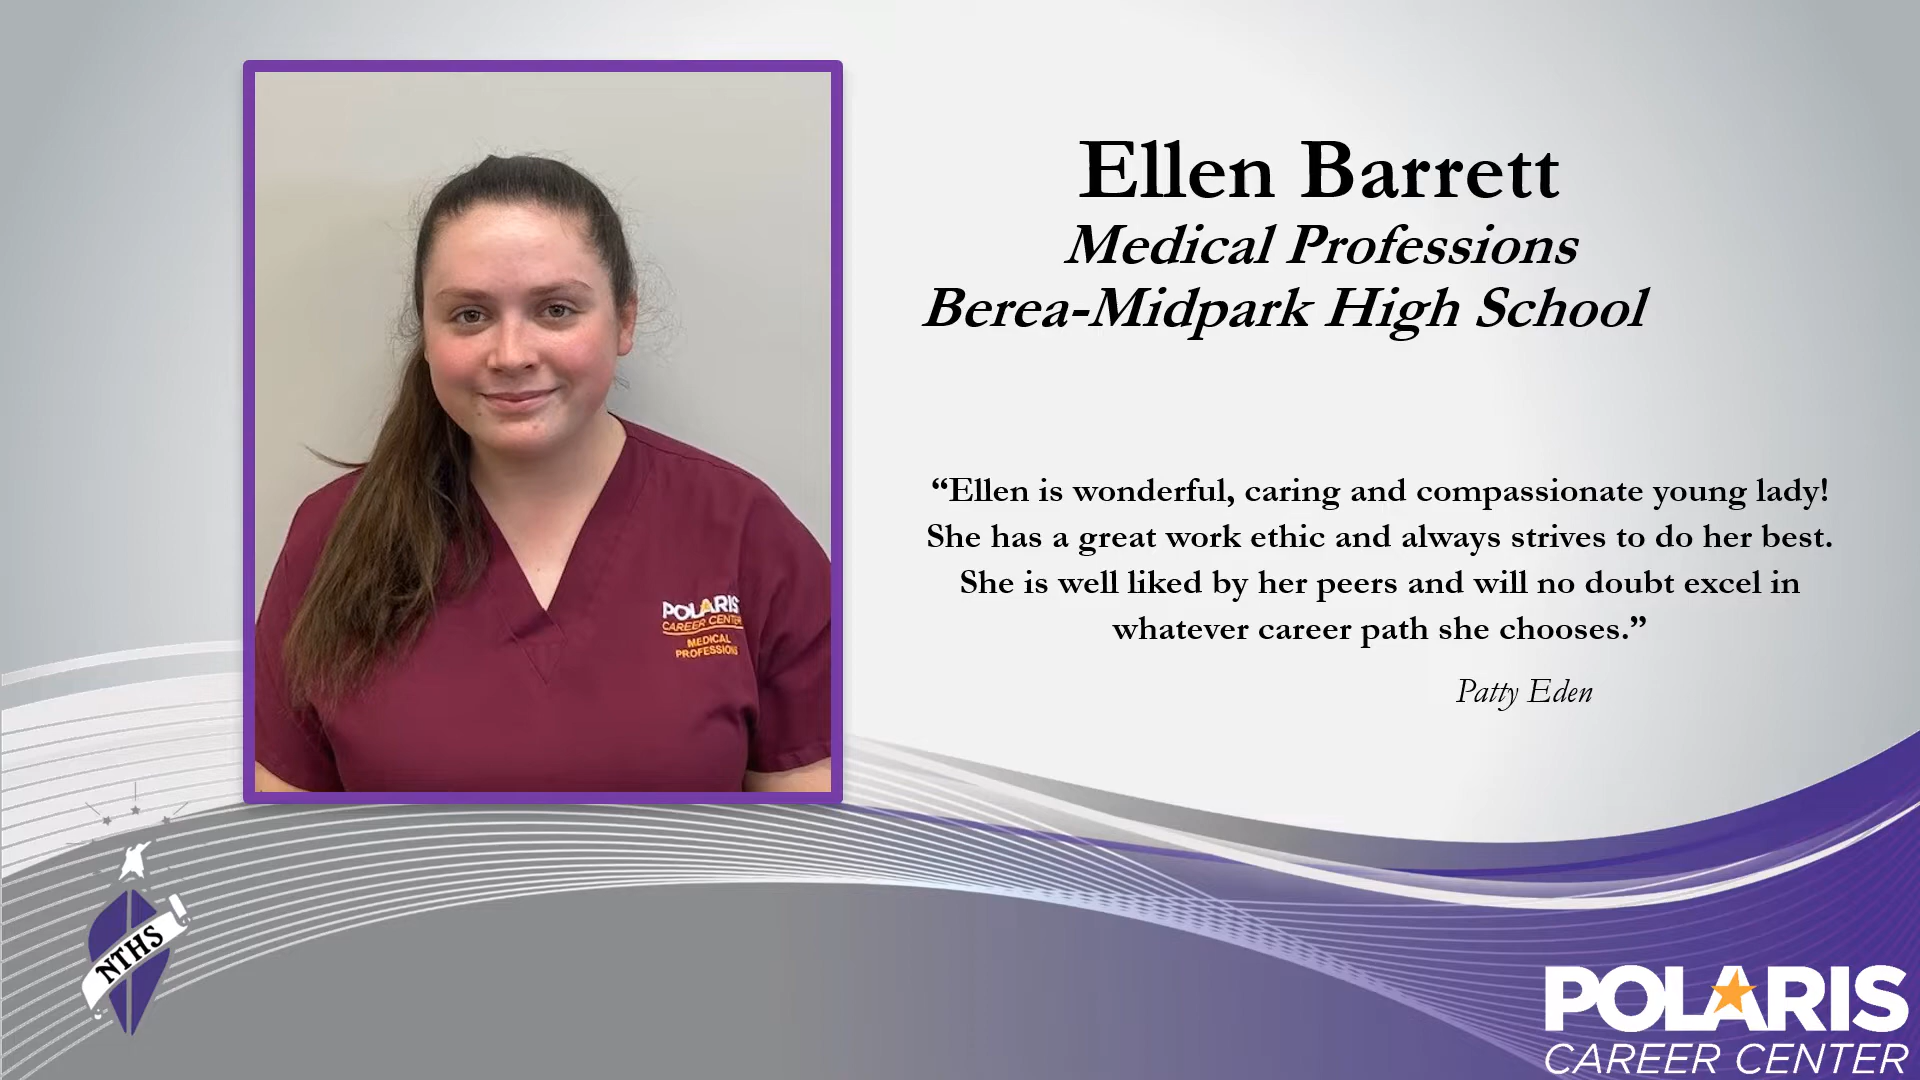 Ellen Barrett
Medical Professions
Berea-Midpark High School
“Ellen is wonderful, caring and compassionate young lady!
She has a great work ethic and always strives to do her best.
She is well liked by her peers and will no doubt excel in
whatever career path she chooses.”
Patty Eden
POLARIS
CAREER CENTER
MEDICAL
PROFESSIONS
NTHS
POLARIS
CAREER CENTER